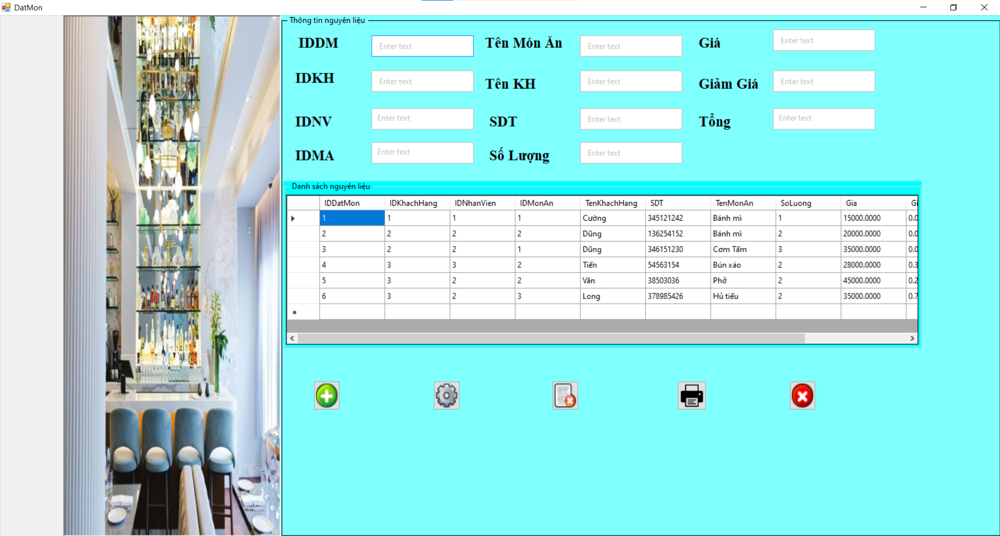 DatMon
Thông tin nguyên liệu
IDDM Enter text Tên Món Ăn Enter text Giá Enter text
IDKH Enter text Tên KH Enter text Giảm Giá Enter text
IDNV Enter text SDT Enter text Tổng Enter text
IDMA Enter text Số Lượng Enter text
Danh sách nguyên liệu
IDDatMon IDKhachHang IDNhanVien IDMonAn TenKhachHang SDT TenMonAn SoLuong Gia Gi
1 1 1 1 Cường 345121242 Bánh mì 1 15000.0000 0.0
2 2 2 2 Dũng 136254152 Bánh mì 2 20000.0000 0.0
3 2 2 1 Dũng 346151230 Cơm Tấm 3 35000.0000 0.0
4 3 3 2 Tiến 54563154 Bún xáo 2 28000.0000 0.3
5 3 2 2 Văn 38503036 Phở 2 45000.0000 0.2
6 3 2 3 Long 378985426 Hủ tiếu 2 35000.0000 0.7